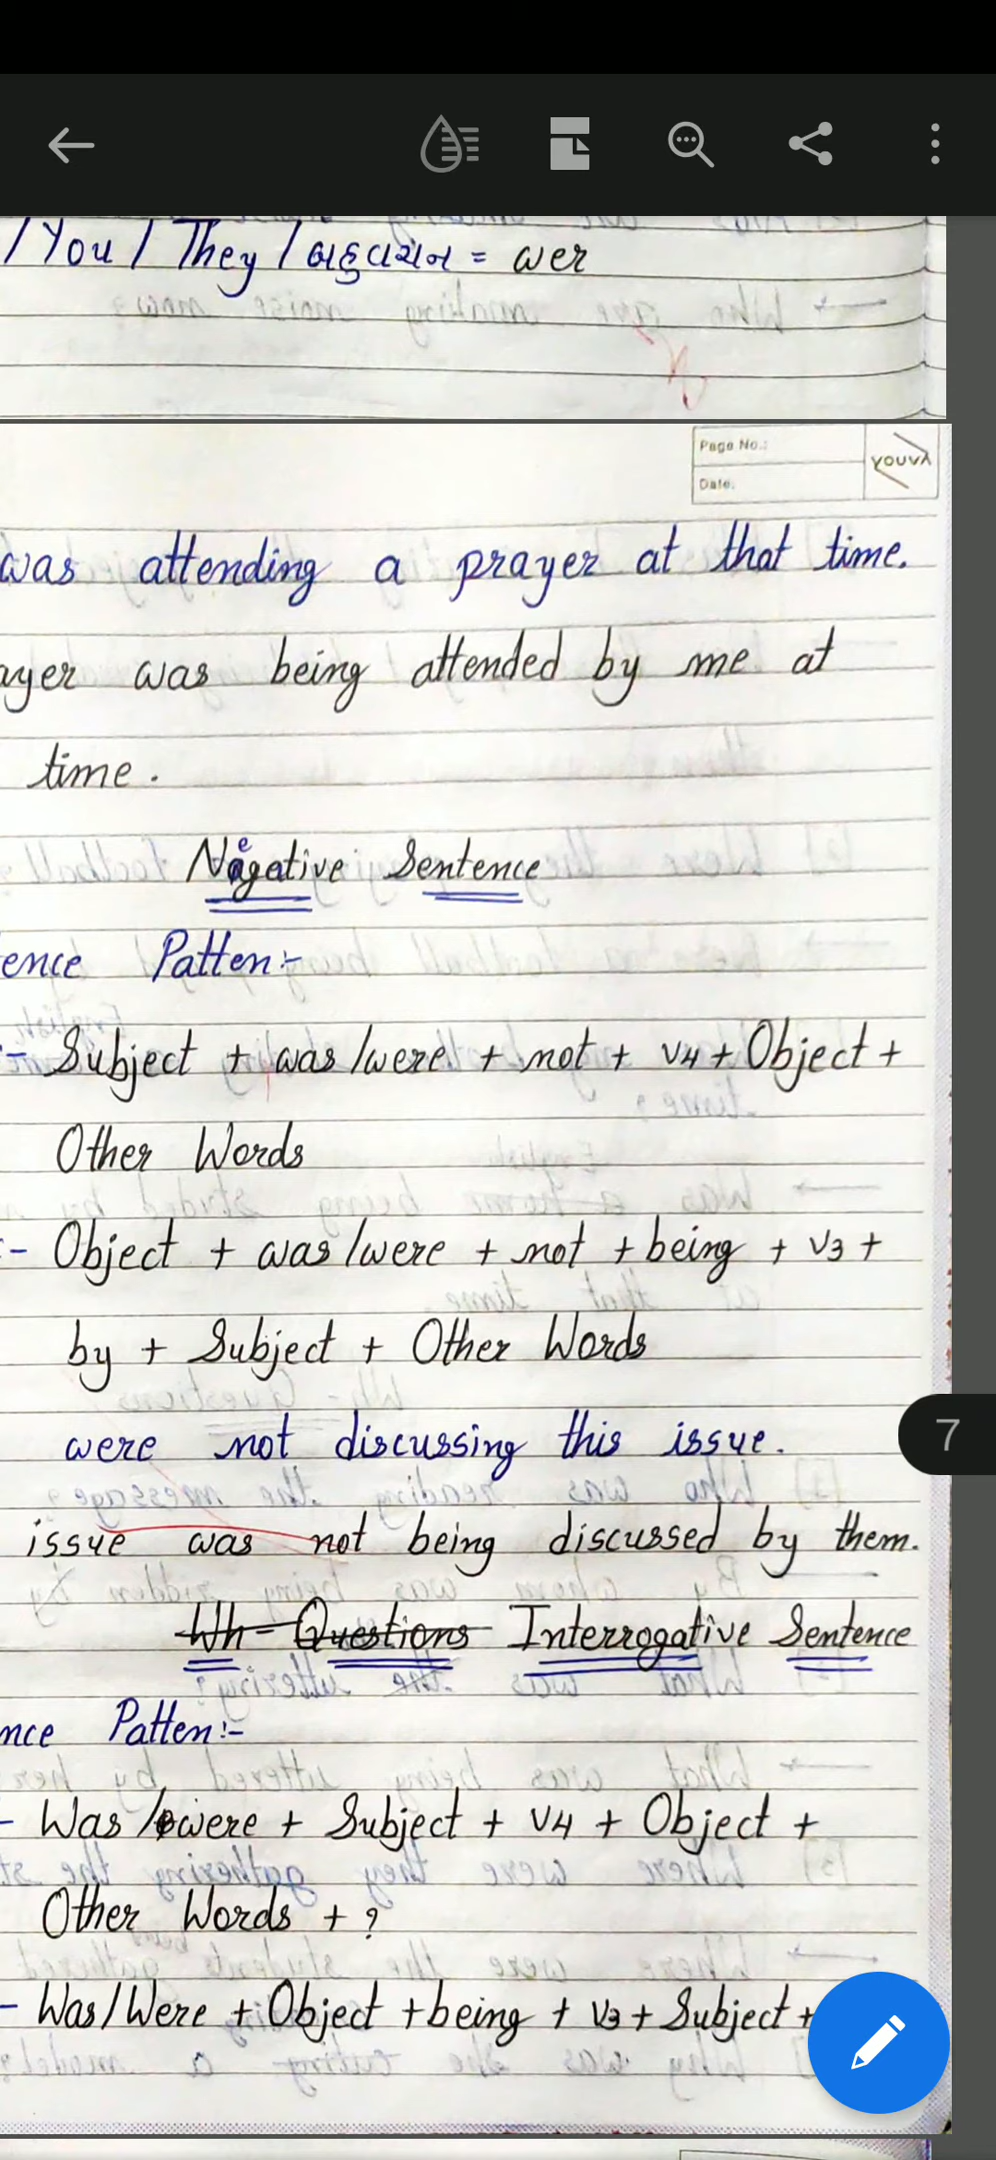 / You / They / બહુવચન = wer
Page No.:
Date:
YOUVA
was attending a prayer at that time.
ayer was being attended by me at
time.
Negative Sentence
ence Patten:-
- Subject + was/were + not + V4 + Object +
Other Words
:- Object + was/were + not + being + V3 +
by + Subject + Other Words
were not discussing this issue.
7
issue was not being discussed by them.
Wh- Questions Interrogative Sentence
nce Patten:-
- Was/were + Subject + V4 + Object +
Other Words + ?
- Was/Were + Object + being + V3 + Subject +